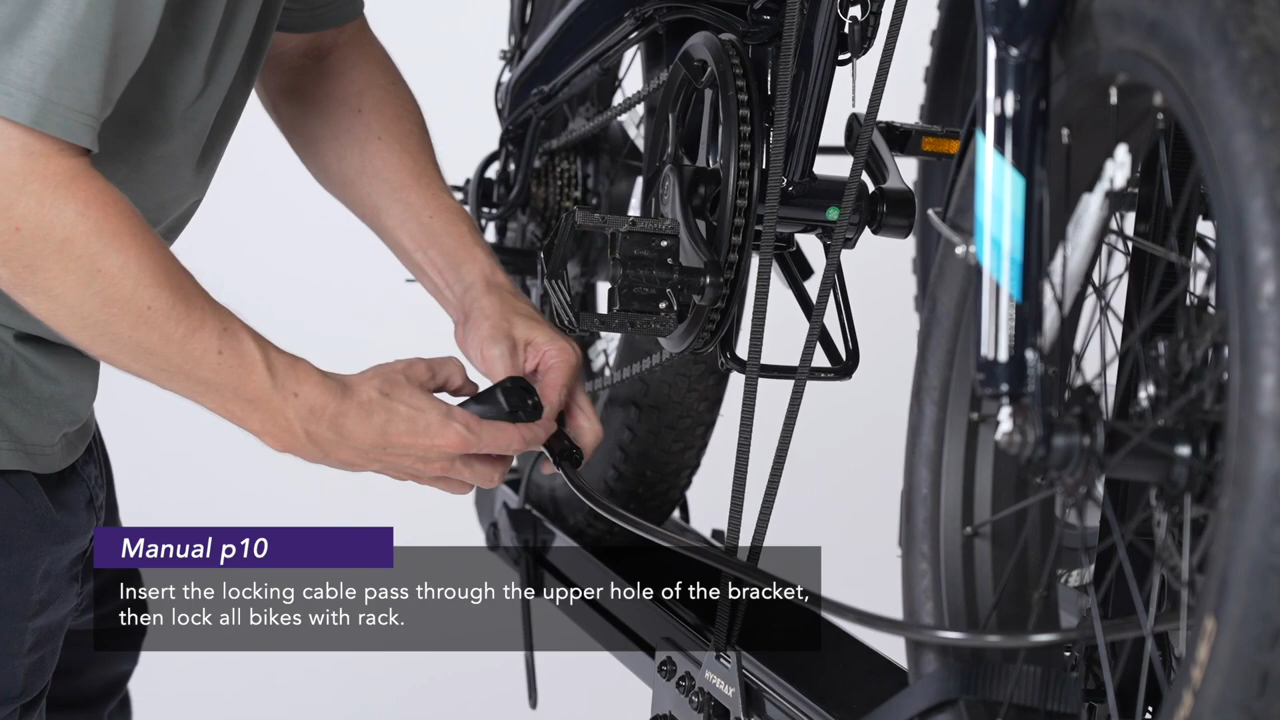 Manual p10
Insert the locking cable pass through the upper hole of the bracket,
then lock all bikes with rack.
HYPERAX